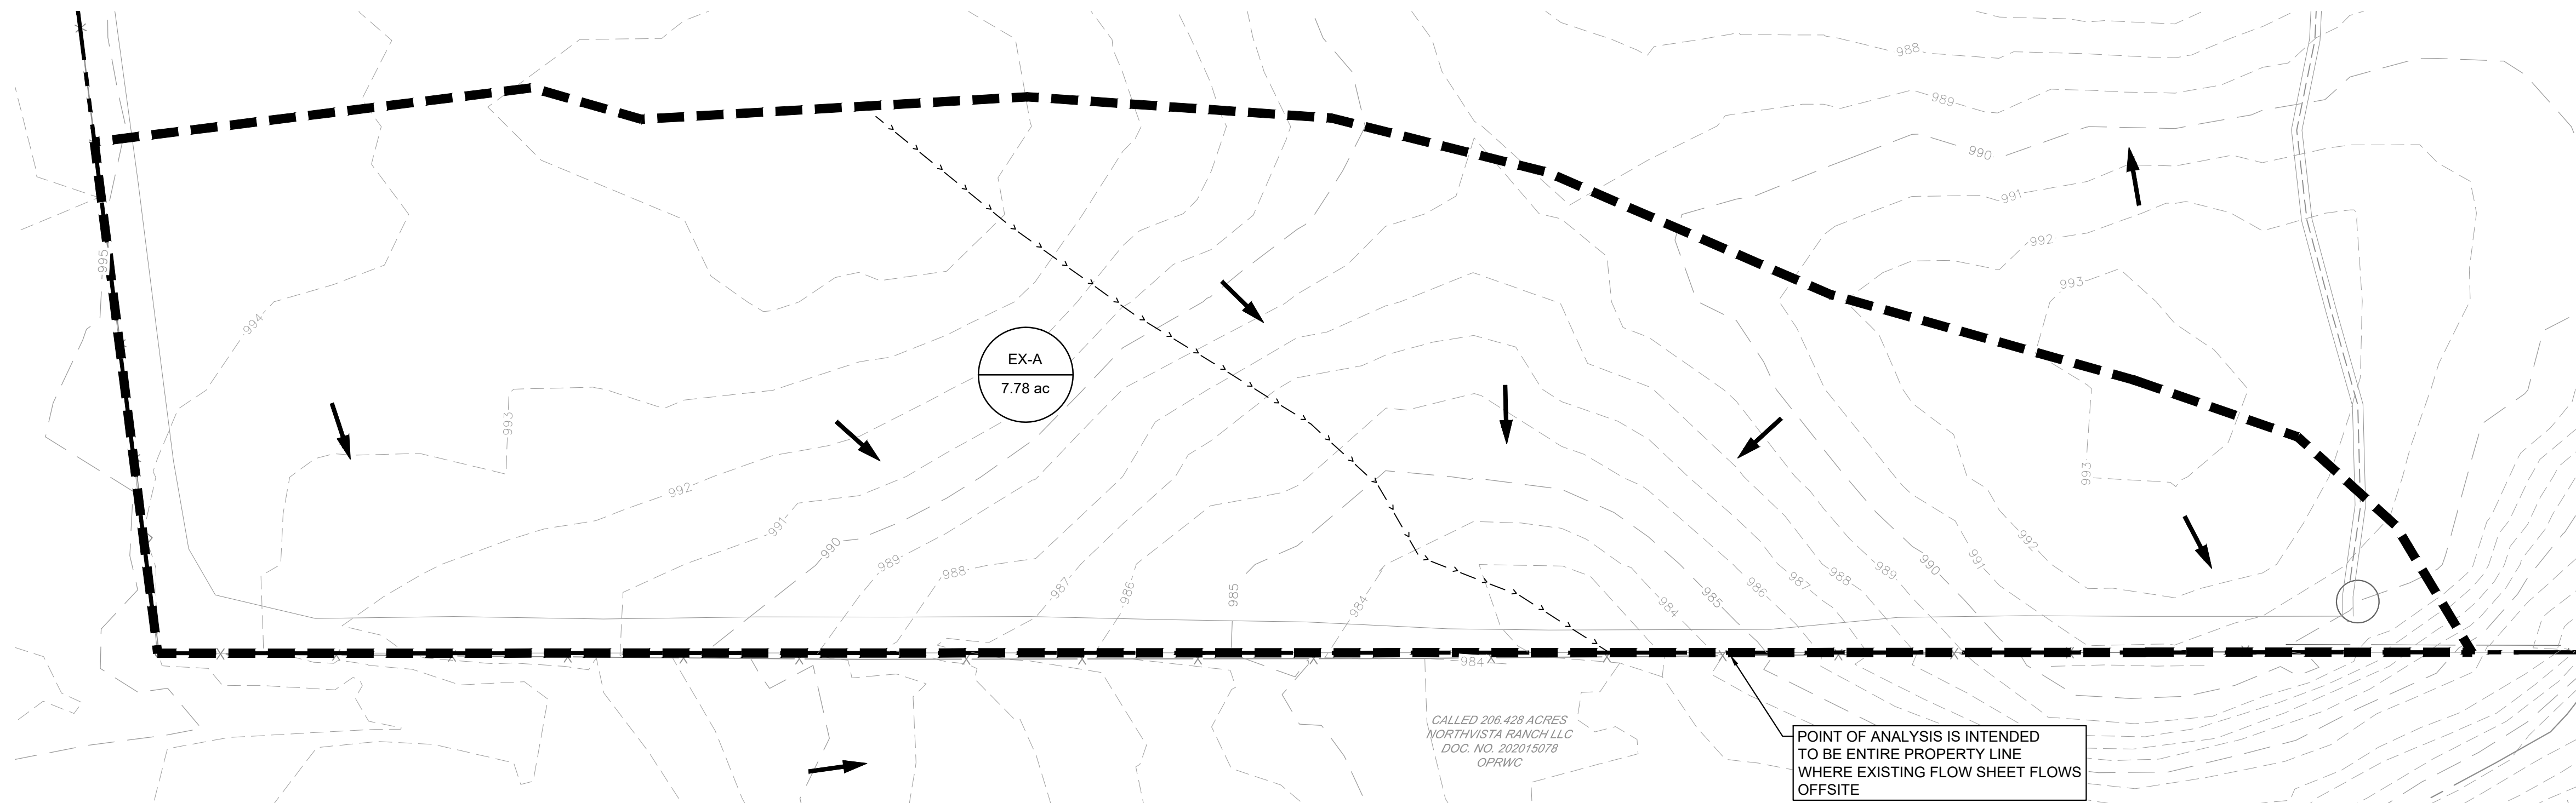 988
989
990
991
992
993
995
994
EX-A
7.78 ac
993
993
992
991
990
989
988
987
986
985
984
984
985
986
987
988
989
990
991
992
984
CALLED 206.428 ACRES
NORTHVISTA RANCH LLC
DOC. NO. 202015078
OPRWC
POINT OF ANALYSIS IS INTENDED
TO BE ENTIRE PROPERTY LINE
WHERE EXISTING FLOW SHEET FLOWS
OFFSITE